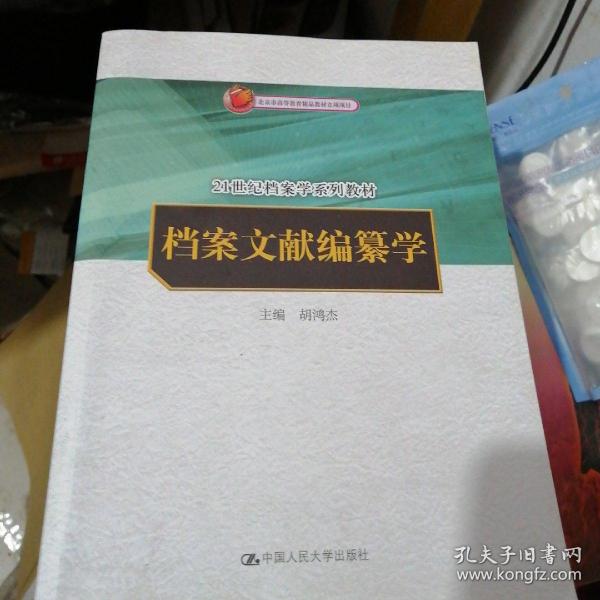 北京市高等教育精品教材立项项目
21世纪档案学系列教材
档案文献编纂学
主编 胡鸿杰
中国人民大学出版社
孔夫子旧书网
www.kongfz.com